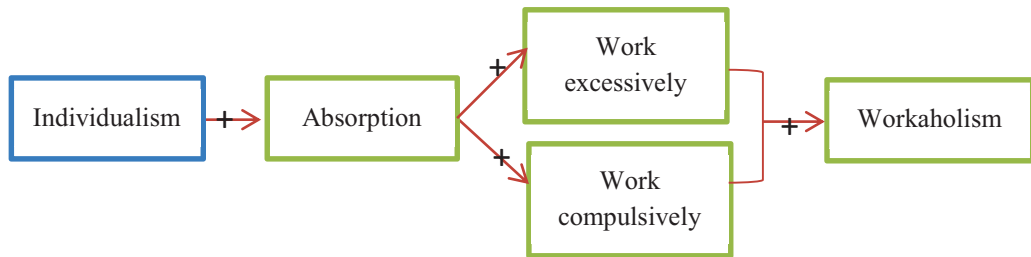 Individualism
+
Absorption
+
+
Work
excessively
Work
compulsively
+
Workaholism